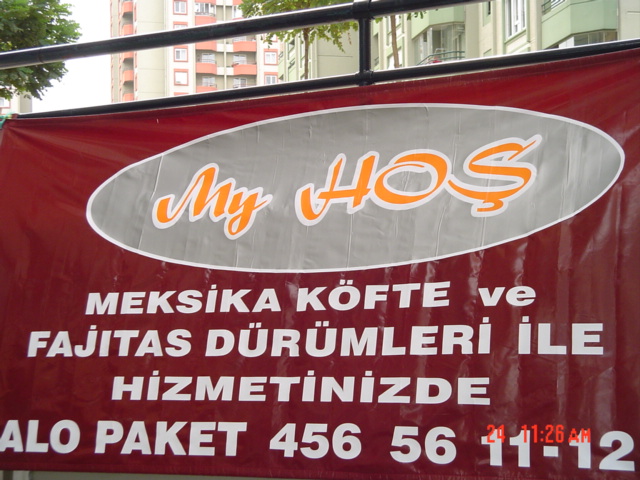 My HOŞ
MEKSİKA KÖFTE ve
FAJITAS DÜRÜMLERİ İLE
HİZMETİNİZDE
ALO PAKET 456 56 11-12
24 11:26 AM